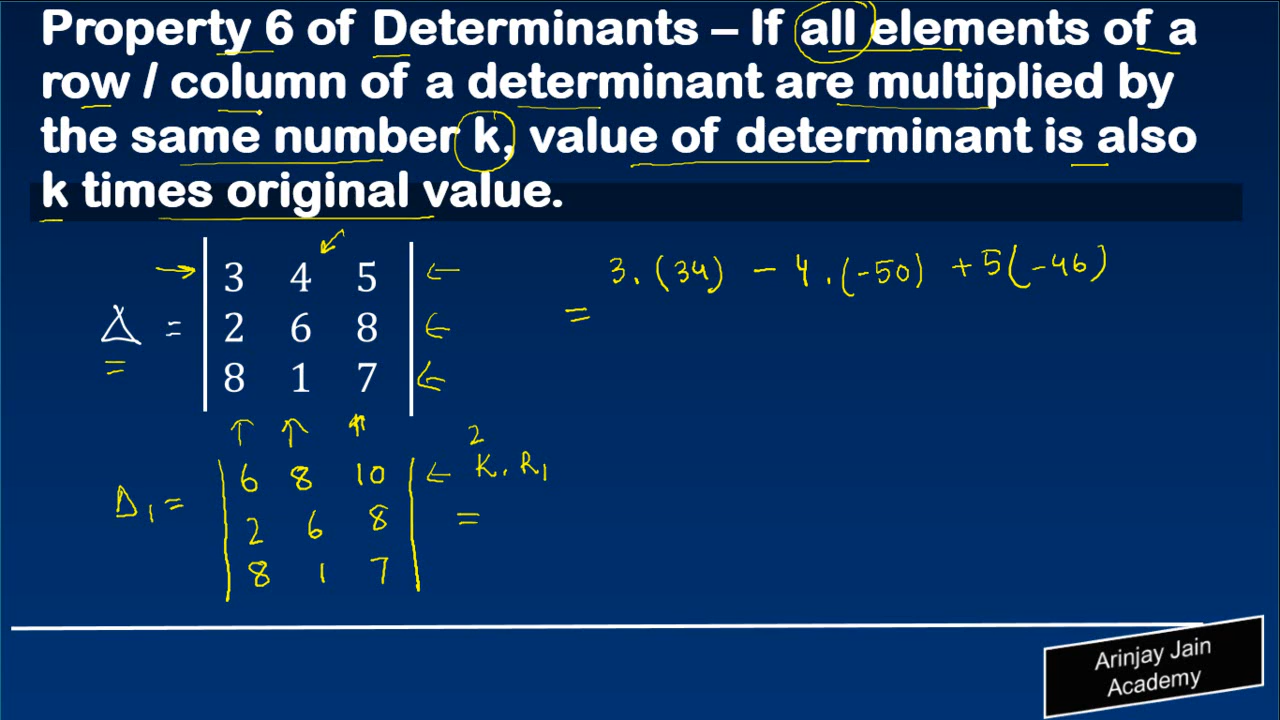 Property 6 of Determinants – If all elements of a
row / column of a determinant are multiplied by
the same number k, value of determinant is also
k times original value.
3 4 5
Δ = 2 6 8
8 1 7
= 3.(34) - 4.(-50) + 5(-46)
6 8 10 ← K.R₁
2
Δ₁ = 2 6 8 =
8 1 7
Arinjay Jain
Academy